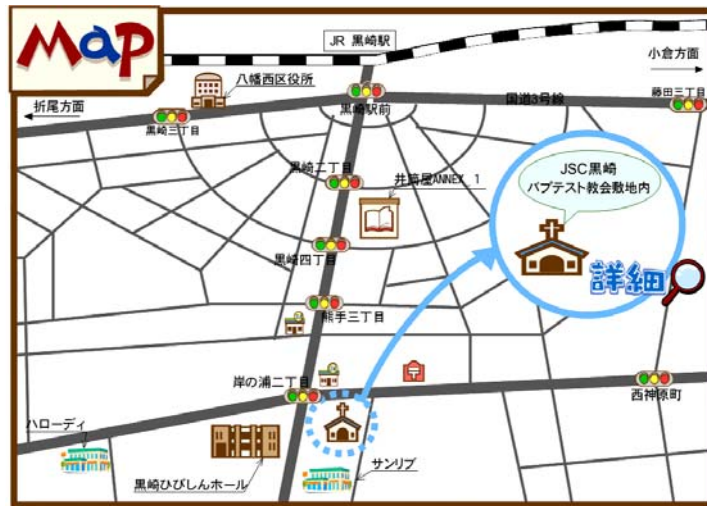 Map
JR 黒崎駅
小倉方面
八幡西区役所
折尾方面
黒崎三丁目
黒崎駅前
国道3号線
藤田三丁目
黒崎二丁目
井筒屋ANNEX_1
JSC黒崎
バプテスト教会敷地内
黒崎四丁目
詳細
熊手三丁目
岸の浦二丁目
西神原町
ハローディ
黒崎ひびしんホール
サンリブ